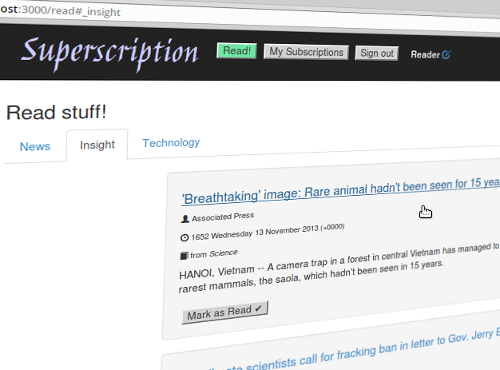 ost:3000/read#_insight
Superscription Read! My Subscriptions Sign out Reader
Read stuff!
News Insight Technology
'Breathtaking' image: Rare animal hadn't been seen for 15 yea
Associated Press
1652 Wednesday 13 November 2013 (+0000)
from Science
HANOI, Vietnam -- A camera trap in a forest in central Vietnam has managed to
rarest mammals, the saola, which hadn't been seen in 15 years.
Mark as Read ✔
scientists call for fracking ban in letter to Gov. Jerry